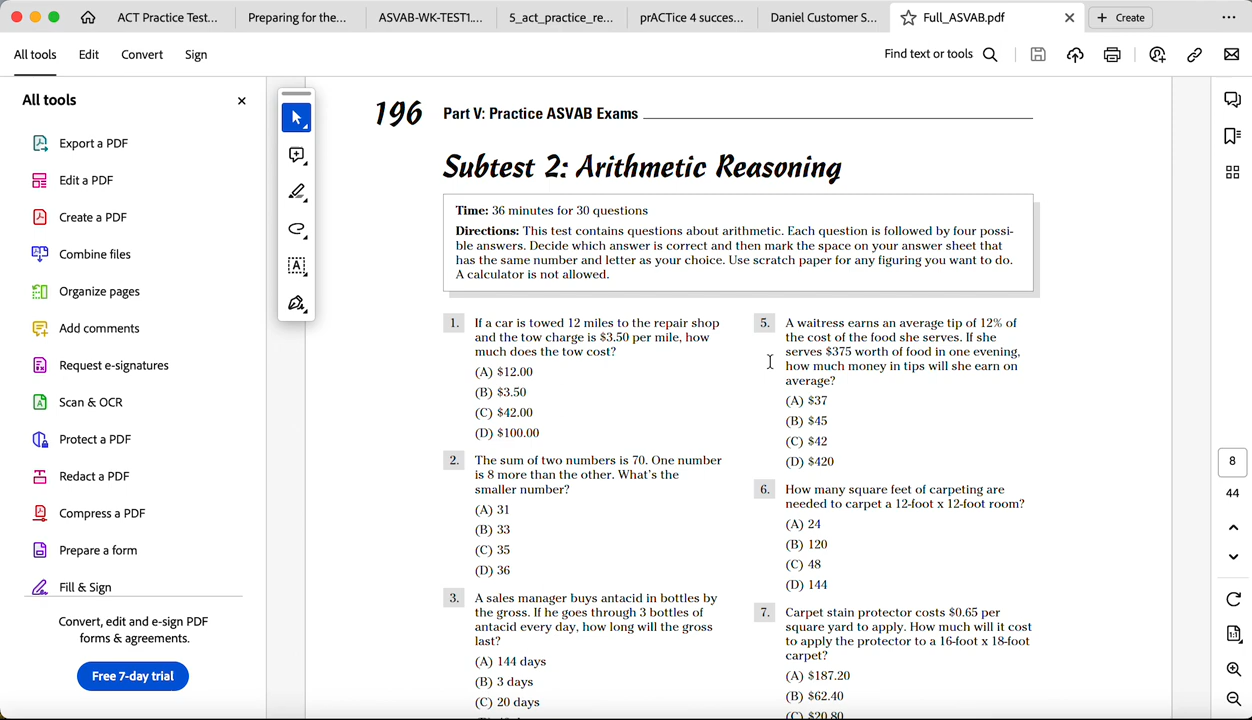 ACT Practice Test...
Preparing for the...
ASVAB-WK-TEST1....
5_act_practice_re...
prACTice 4 succes...
Daniel Customer S...
Full_ASVAB.pdf
Create
All tools
Edit
Convert
Sign
Find text or tools
All tools
Export a PDF
Edit a PDF
Create a PDF
Combine files
Organize pages
Add comments
Request e-signatures
Scan & OCR
Protect a PDF
Redact a PDF
Compress a PDF
Prepare a form
Fill & Sign
Convert, edit and e-sign PDF
forms & agreements.
Free 7-day trial
196 Part V: Practice ASVAB Exams
Subtest 2: Arithmetic Reasoning
Time: 36 minutes for 30 questions
Directions: This test contains questions about arithmetic. Each question is followed by four possi-
ble answers. Decide which answer is correct and then mark the space on your answer sheet that
has the same number and letter as your choice. Use scratch paper for any figuring you want to do.
A calculator is not allowed.
1. If a car is towed 12 miles to the repair shop
and the tow charge is $3.50 per mile, how
much does the tow cost?
(A) $12.00
(B) $3.50
(C) $42.00
(D) $100.00
2. The sum of two numbers is 70. One number
is 8 more than the other. What's the
smaller number?
(A) 31
(B) 33
(C) 35
(D) 36
3. A sales manager buys antacid in bottles by
the gross. If he goes through 3 bottles of
antacid every day, how long will the gross
last?
(A) 144 days
(B) 3 days
(C) 20 days
5. A waitress earns an average tip of 12% of
the cost of the food she serves. If she
serves $375 worth of food in one evening,
how much money in tips will she earn on
average?
(A) $37
(B) $45
(C) $42
(D) $420
6. How many square feet of carpeting are
needed to carpet a 12-foot x 12-foot room?
(A) 24
(B) 120
(C) 48
(D) 144
7. Carpet stain protector costs $0.65 per
square yard to apply. How much will it cost
to apply the protector to a 16-foot x 18-foot
carpet?
(A) $187.20
(B) $62.40
(C) $20.80
8
44
1:1